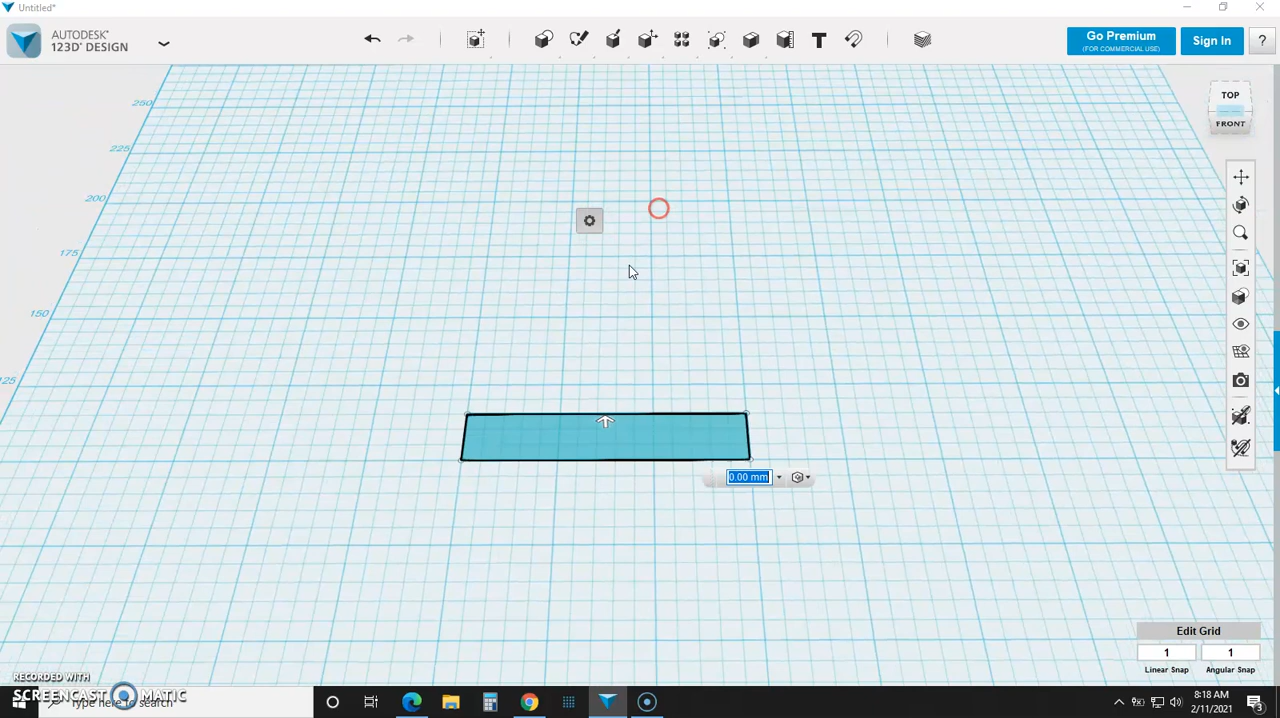 Untitled*
AUTODESK®
123D® DESIGN
Go Premium
(FOR COMMERCIAL USE)
Sign In
?
T
TOP
FRONT
250
225
200
175
150
125
0.00 mm
Edit Grid
1
1
Linear Snap
Angular Snap
RECORDED WITH
SCREENCAST MATIC
Type here to search
8:18 AM
2/11/2021
3